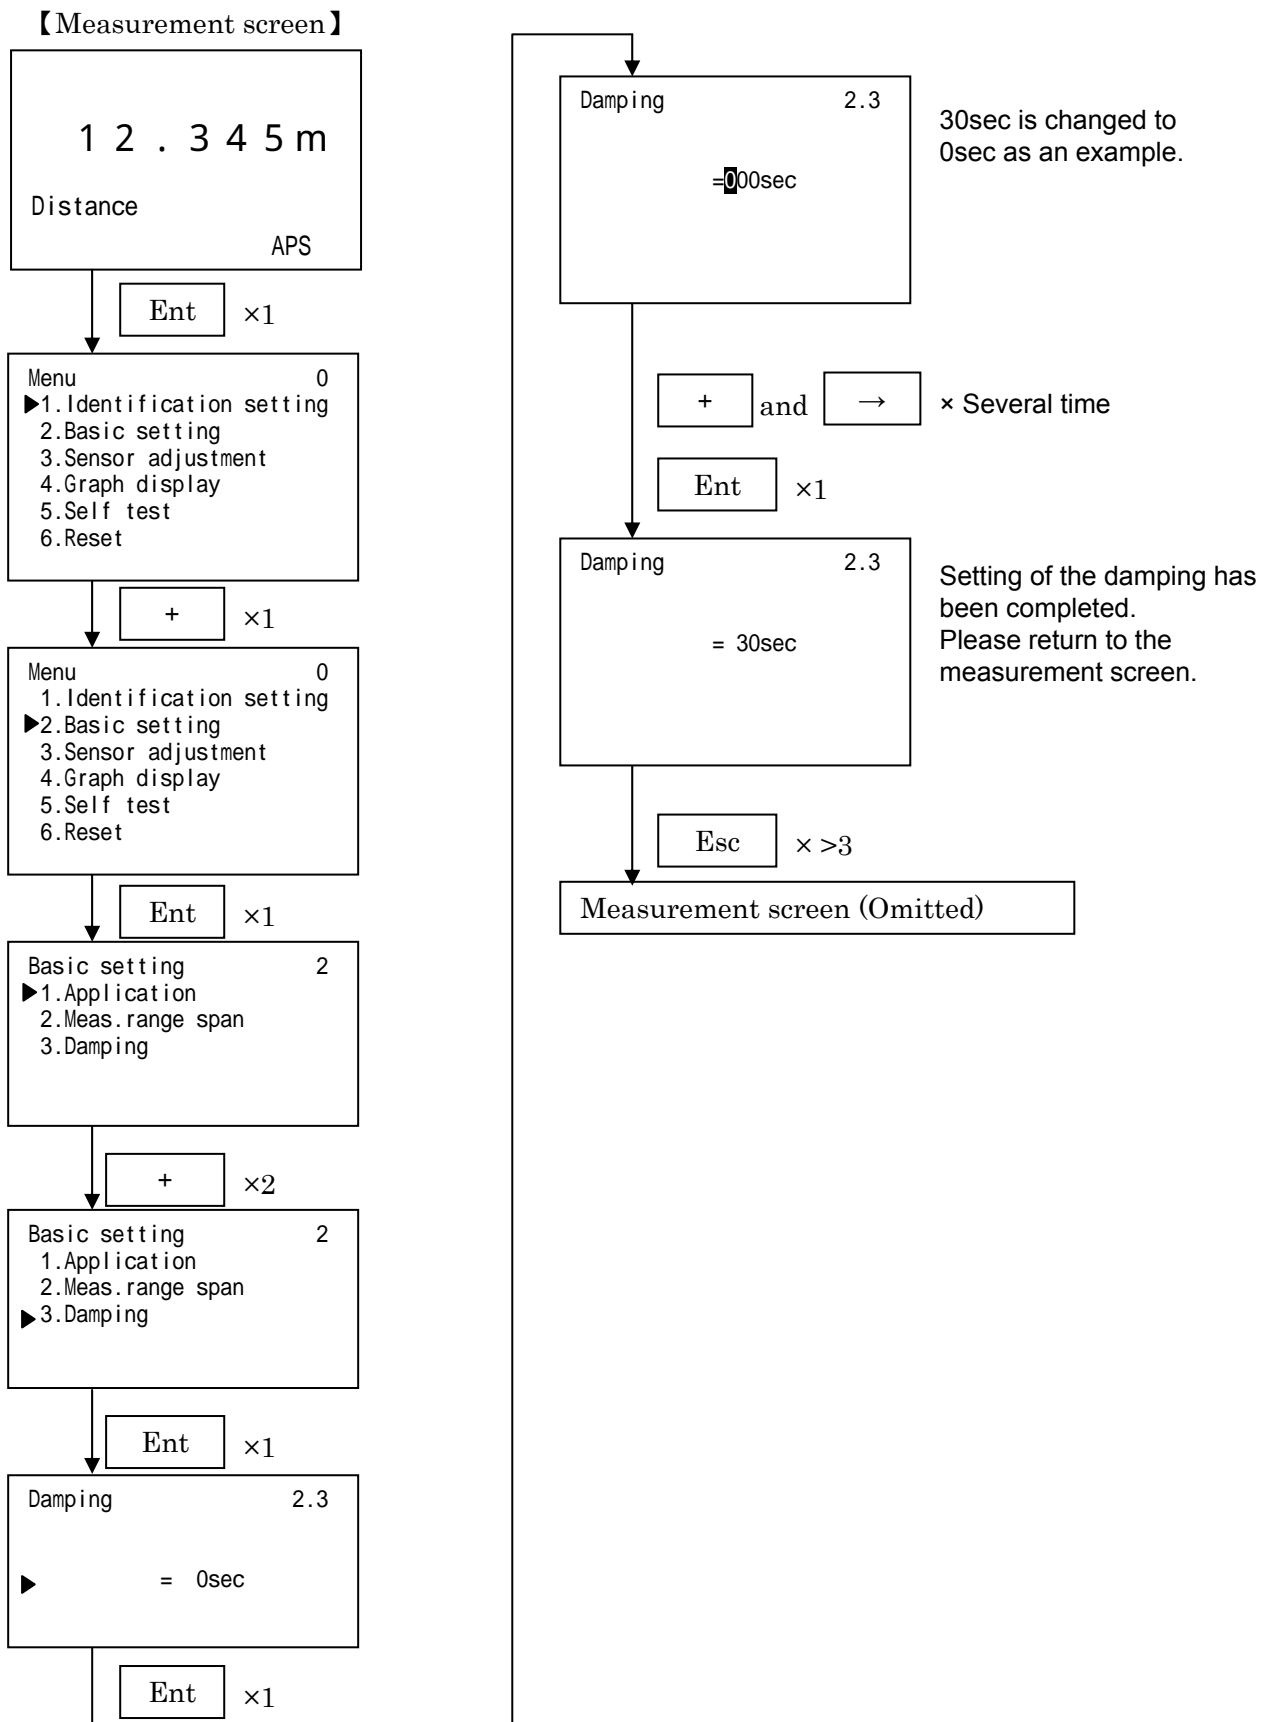 【Measurement screen】
12.345m
Distance
APS
Ent ×1
Menu 0
▶1.Identification setting
2.Basic setting
3.Sensor adjustment
4.Graph display
5.Self test
6.Reset
+ ×1
Menu 0
1.Identification setting
▶2.Basic setting
3.Sensor adjustment
4.Graph display
5.Self test
6.Reset
Ent ×1
Basic setting 2
▶1.Application
2.Meas.range span
3.Damping
+ ×2
Basic setting 2
1.Application
2.Meas.range span
▶3.Damping
Ent ×1
Damping 2.3
▶ = 0sec
Ent ×1
Damping 2.3
=000sec
30sec is changed to
0sec as an example.
+ and → × Several time
Ent ×1
Damping 2.3
= 30sec
Setting of the damping has
been completed.
Please return to the
measurement screen.
Esc × >3
Measurement screen (Omitted)